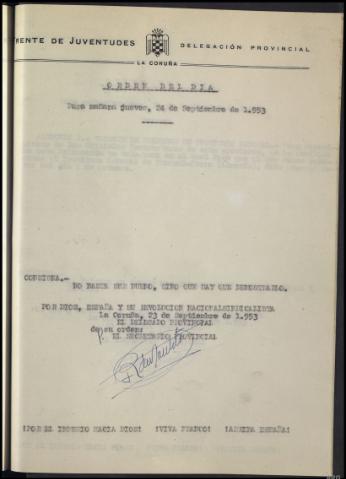 ENTE DE JUVENTUDES DELEGACIÓN PROVINCIAL
LA CORUÑA
ORDEN DEL DIA
Para mañana jueves, 24 de Septiembre de 1.953
CONSIGNA.-
NO BASTA SER BUENO, SINO QUE HAY QUE DEMOSTRARLO.
POR DIOS, ESPAÑA Y SU REVOLUCION NACIONALSINDICALISTA
La Coruña, 23 de Septiembre de 1.953
EL DELEGADO PROVINCIAL
de su orden:
P. EL SECRETARIO PROVINCIAL
¡POR EL IMPERIO HACIA DIOS! ¡VIVA FRANCO! ¡ARRIBA ESPAÑA!